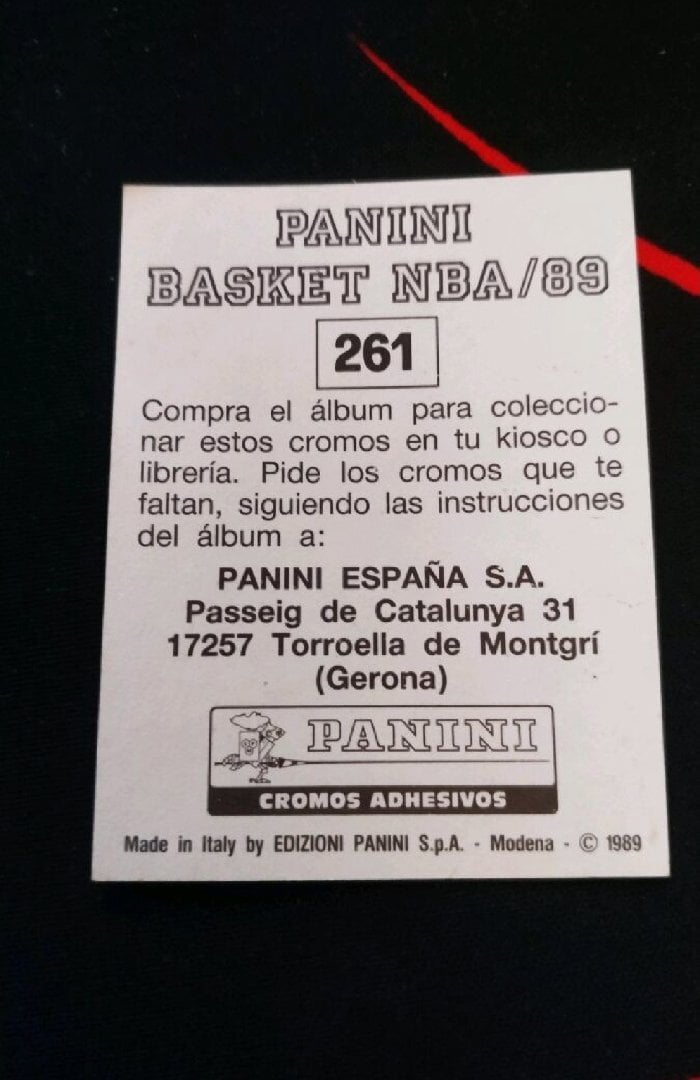 PANINI
BASKET NBA/89
261
Compra el álbum para coleccio-
nar estos cromos en tu kiosco o
librería. Pide los cromos que te
faltan, siguiendo las instrucciones
del álbum a:
PANINI ESPAÑA S.A.
Passeig de Catalunya 31
17257 Torroella de Montgrí
(Gerona)
PANINI
CROMOS ADHESIVOS
Made in Italy by EDIZIONI PANINI S.p.A. - Modena - © 1989